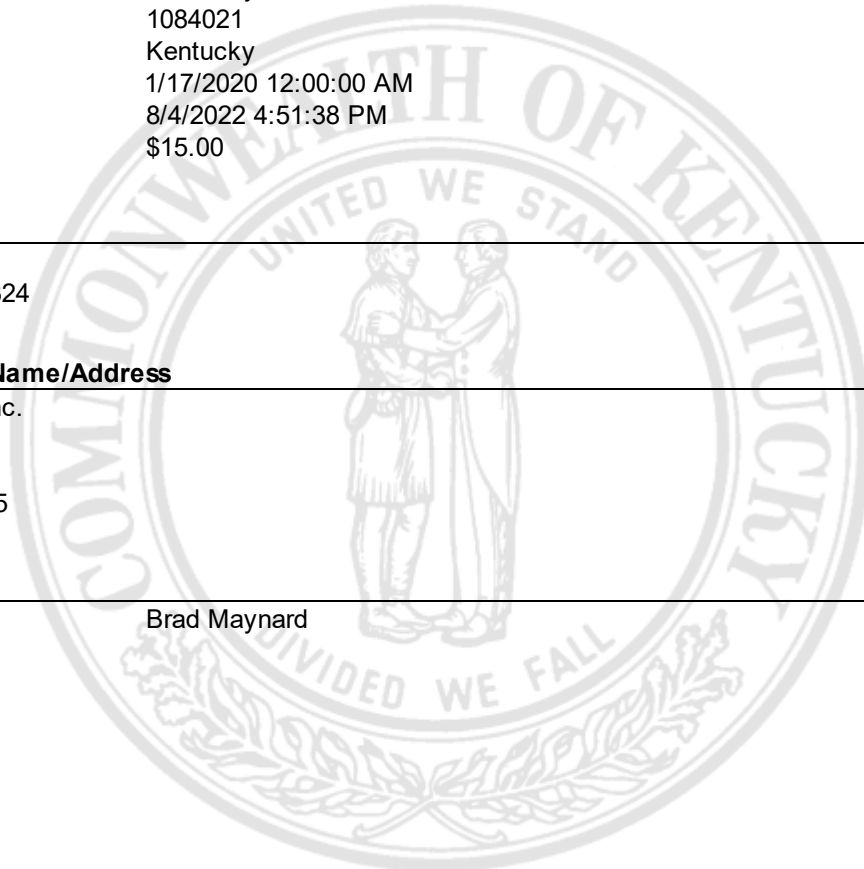 1084021
Kentucky
1/17/2020 12:00:00 AM
8/4/2022 4:51:38 PM
$15.00
COMMONWEALTH OF KENTUCKY
UNITED WE STAND
24
Name/Address
nc.
5
Brad Maynard
DIVIDED WE FALL